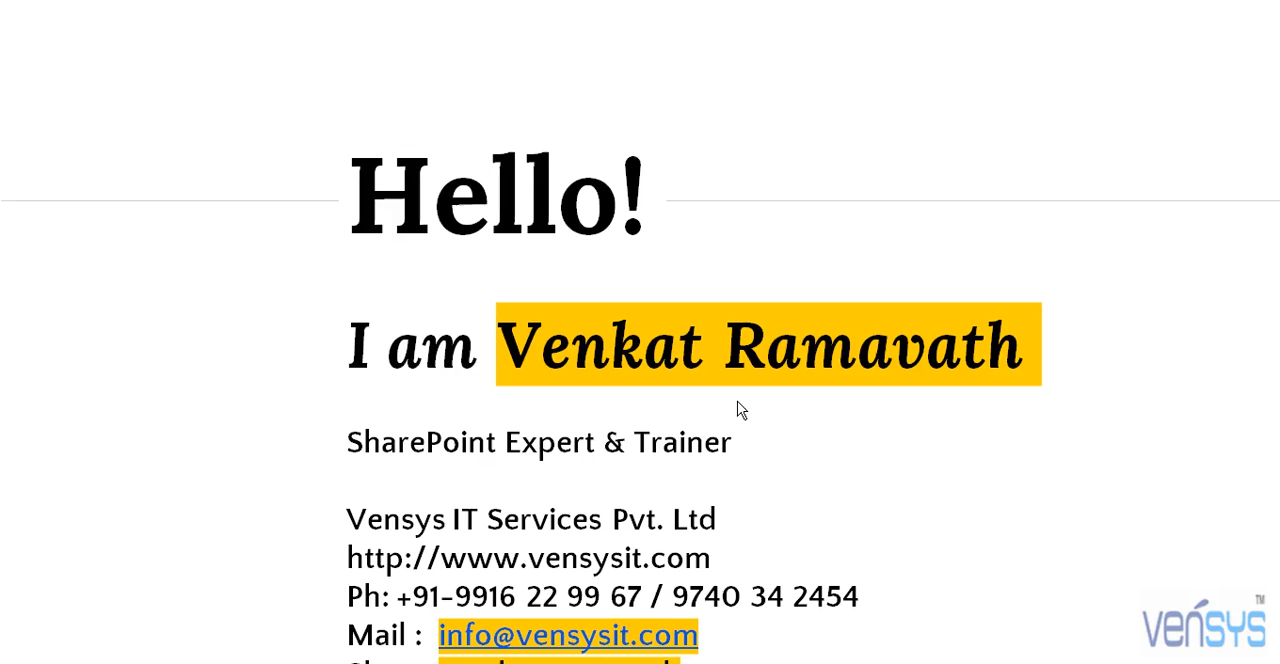 Hello!
I am Venkat Ramavath
SharePoint Expert & Trainer
Vensys IT Services Pvt. Ltd
http://www.vensysit.com
Ph: +91-9916 22 99 67 / 9740 34 2454
Mail : info@vensysit.com
vensys TM